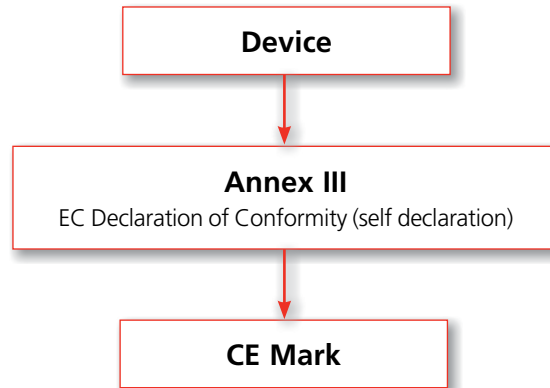 Device
Annex III
EC Declaration of Conformity (self declaration)
CE Mark